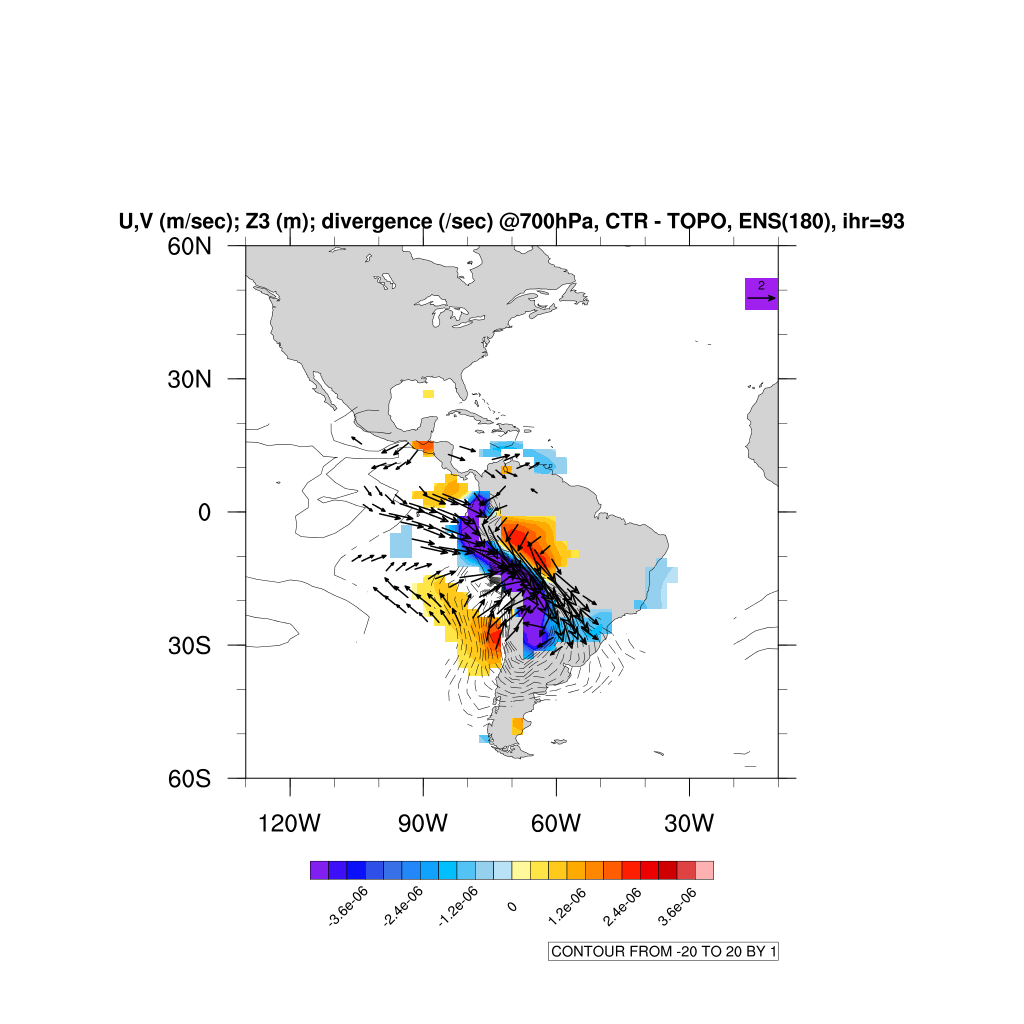 U,V (m/sec); Z3 (m); divergence (/sec) @700hPa, CTR - TOPO, ENS(180), ihr=93
60N
2
30N
0
30S
60S
120W 90W 60W 30W
-3.6e-06 -2.4e-06 -1.2e-06 0 1.2e-06 2.4e-06 3.6e-06
CONTOUR FROM -20 TO 20 BY 1